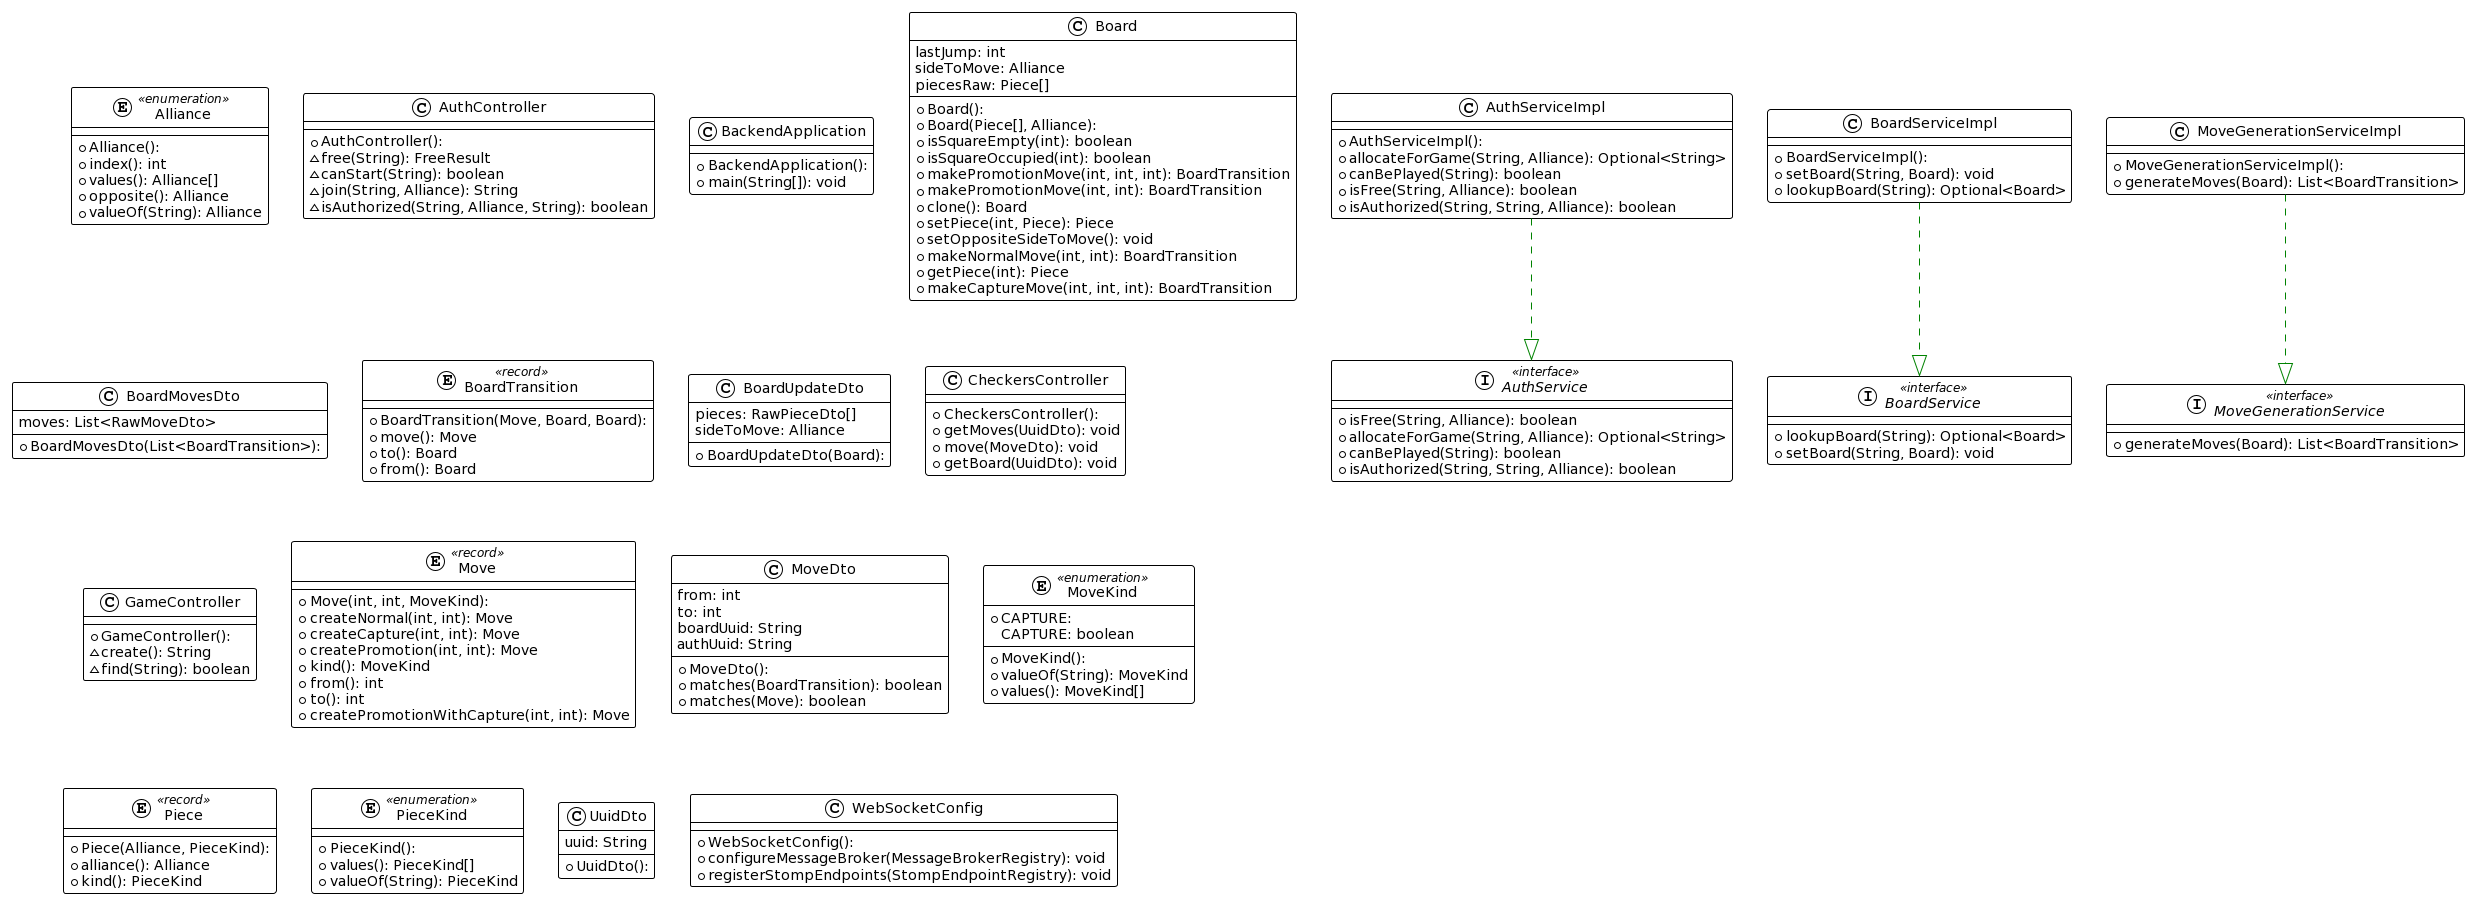 «enumeration»
Alliance
Alliance():
index(): int
values(): Alliance[]
opposite(): Alliance
valueOf(String): Alliance
AuthController
AuthController():
free(String): FreeResult
canStart(String): boolean
join(String, Alliance): String
isAuthorized(String, Alliance, String): boolean
BackendApplication
BackendApplication():
main(String[]): void
Board
lastJump: int
sideToMove: Alliance
piecesRaw: Piece[]
Board():
Board(Piece[], Alliance):
isSquareEmpty(int): boolean
isSquareOccupied(int): boolean
makePromotionMove(int, int, int): BoardTransition
makePromotionMove(int, int): BoardTransition
clone(): Board
setPiece(int, Piece): Piece
setOppositeSideToMove(): void
makeNormalMove(int, int): BoardTransition
getPiece(int): Piece
makeCaptureMove(int, int, int): BoardTransition
AuthServiceImpl
AuthServiceImpl():
allocateForGame(String, Alliance): Optional<String>
canBePlayed(String): boolean
isFree(String, Alliance): boolean
isAuthorized(String, String, Alliance): boolean
BoardServiceImpl
BoardServiceImpl():
setBoard(String, Board): void
lookupBoard(String): Optional<Board>
MoveGenerationServiceImpl
MoveGenerationServiceImpl():
generateMoves(Board): List<BoardTransition>
BoardMovesDto
moves: List<RawMoveDto>
BoardMovesDto(List<BoardTransition>):
«record»
BoardTransition
BoardTransition(Move, Board, Board):
move(): Move
to(): Board
from(): Board
BoardUpdateDto
pieces: RawPieceDto[]
sideToMove: Alliance
BoardUpdateDto(Board):
CheckersController
CheckersController():
getMoves(UuidDto): void
move(MoveDto): void
getBoard(UuidDto): void
«interface»
AuthService
isFree(String, Alliance): boolean
allocateForGame(String, Alliance): Optional<String>
canBePlayed(String): boolean
isAuthorized(String, String, Alliance): boolean
«interface»
BoardService
lookupBoard(String): Optional<Board>
setBoard(String, Board): void
«interface»
MoveGenerationService
generateMoves(Board): List<BoardTransition>
GameController
GameController():
create(): String
find(String): boolean
«record»
Move
Move(int, int, MoveKind):
createNormal(int, int): Move
createCapture(int, int): Move
createPromotion(int, int): Move
kind(): MoveKind
from(): int
to(): int
createPromotionWithCapture(int, int): Move
MoveDto
from: int
to: int
boardUuid: String
authUuid: String
MoveDto():
matches(BoardTransition): boolean
matches(Move): boolean
«enumeration»
MoveKind
CAPTURE:
CAPTURE: boolean
MoveKind():
valueOf(String): MoveKind
values(): MoveKind[]
«record»
Piece
Piece(Alliance, PieceKind):
alliance(): Alliance
kind(): PieceKind
«enumeration»
PieceKind
PieceKind():
values(): PieceKind[]
valueOf(String): PieceKind
UuidDto
uuid: String
UuidDto():
WebSocketConfig
WebSocketConfig():
configureMessageBroker(MessageBrokerRegistry): void
registerStompEndpoints(StompEndpointRegistry): void